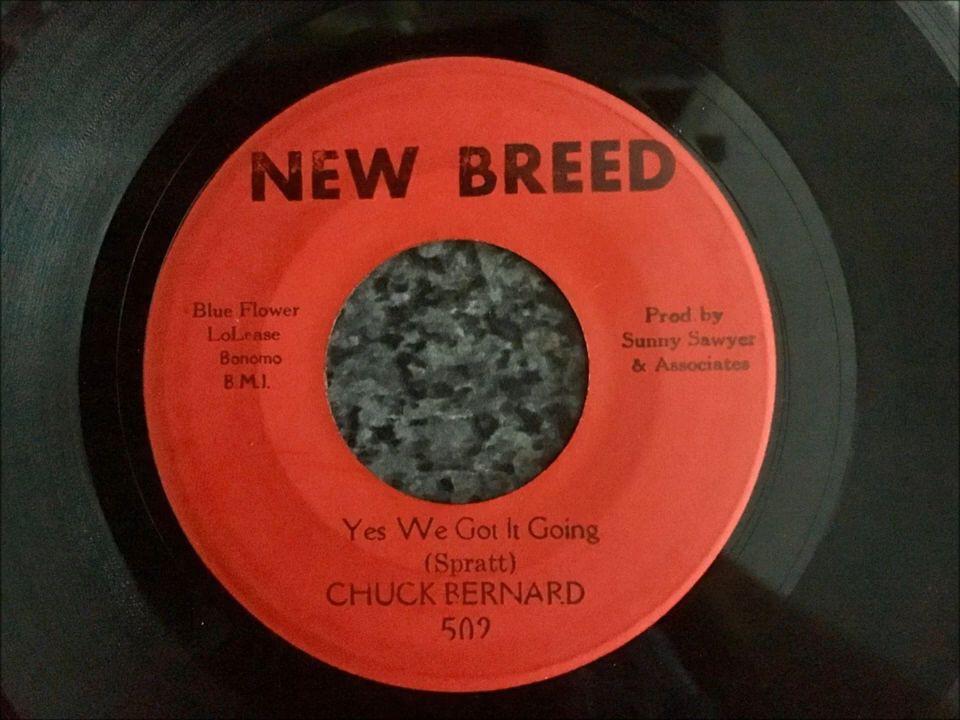 NEW BREED
Blue Flower
LoLease
Bonomo
B.M.I.
Prod. by
Sunny Sawyer
& Associates
Yes We Got It Going
(Spratt)
CHUCK BERNARD
502